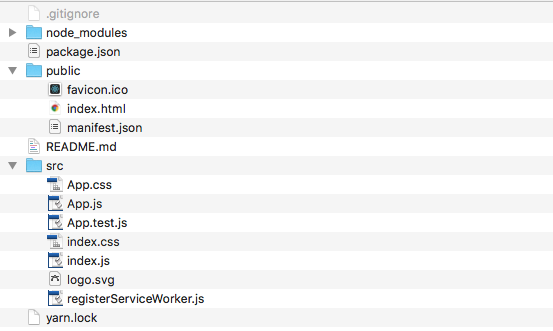 .gitignore
node_modules
package.json
public
favicon.ico
index.html
manifest.json
README.md
src
App.css
App.js
App.test.js
index.css
index.js
logo.svg
registerServiceWorker.js
yarn.lock